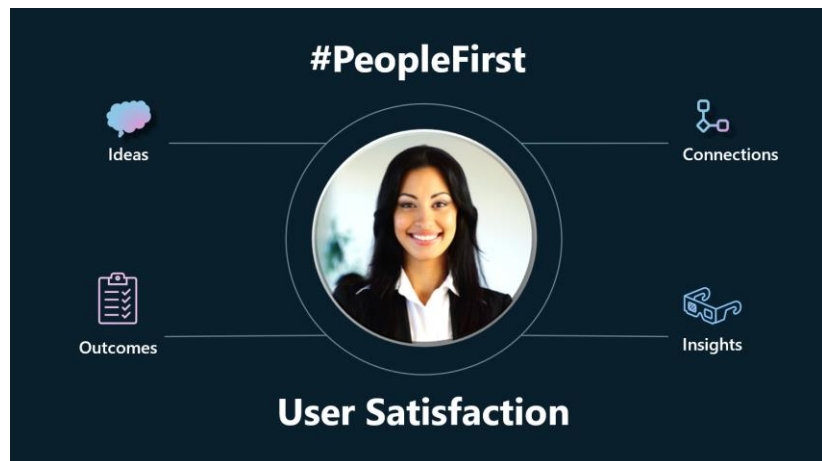 #PeopleFirst
Ideas
Connections
Outcomes
Insights
User Satisfaction